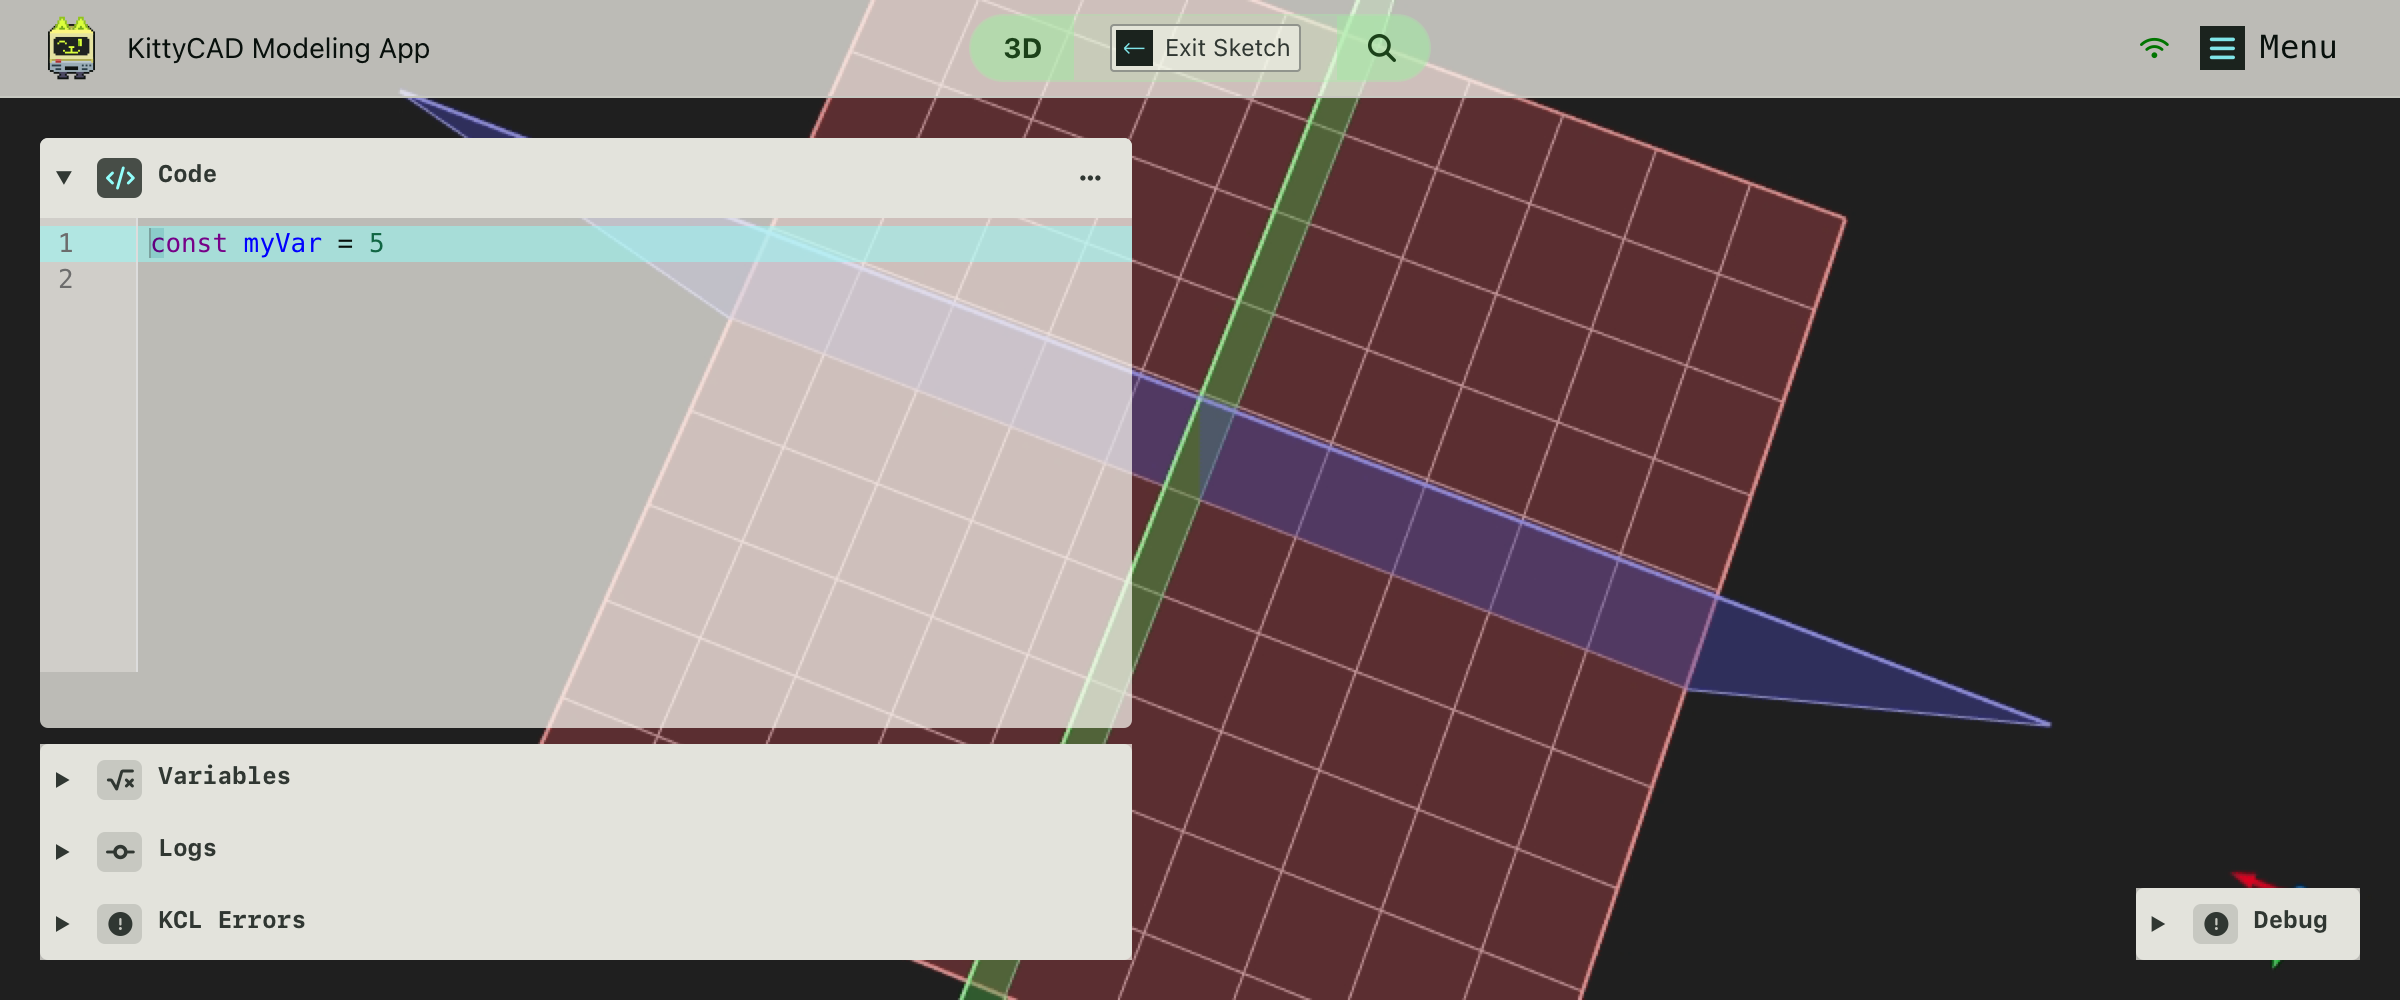 KittyCAD Modeling App
3D
← Exit Sketch
Menu
Code
1 const myVar = 5
2
Variables
Logs
KCL Errors
Debug